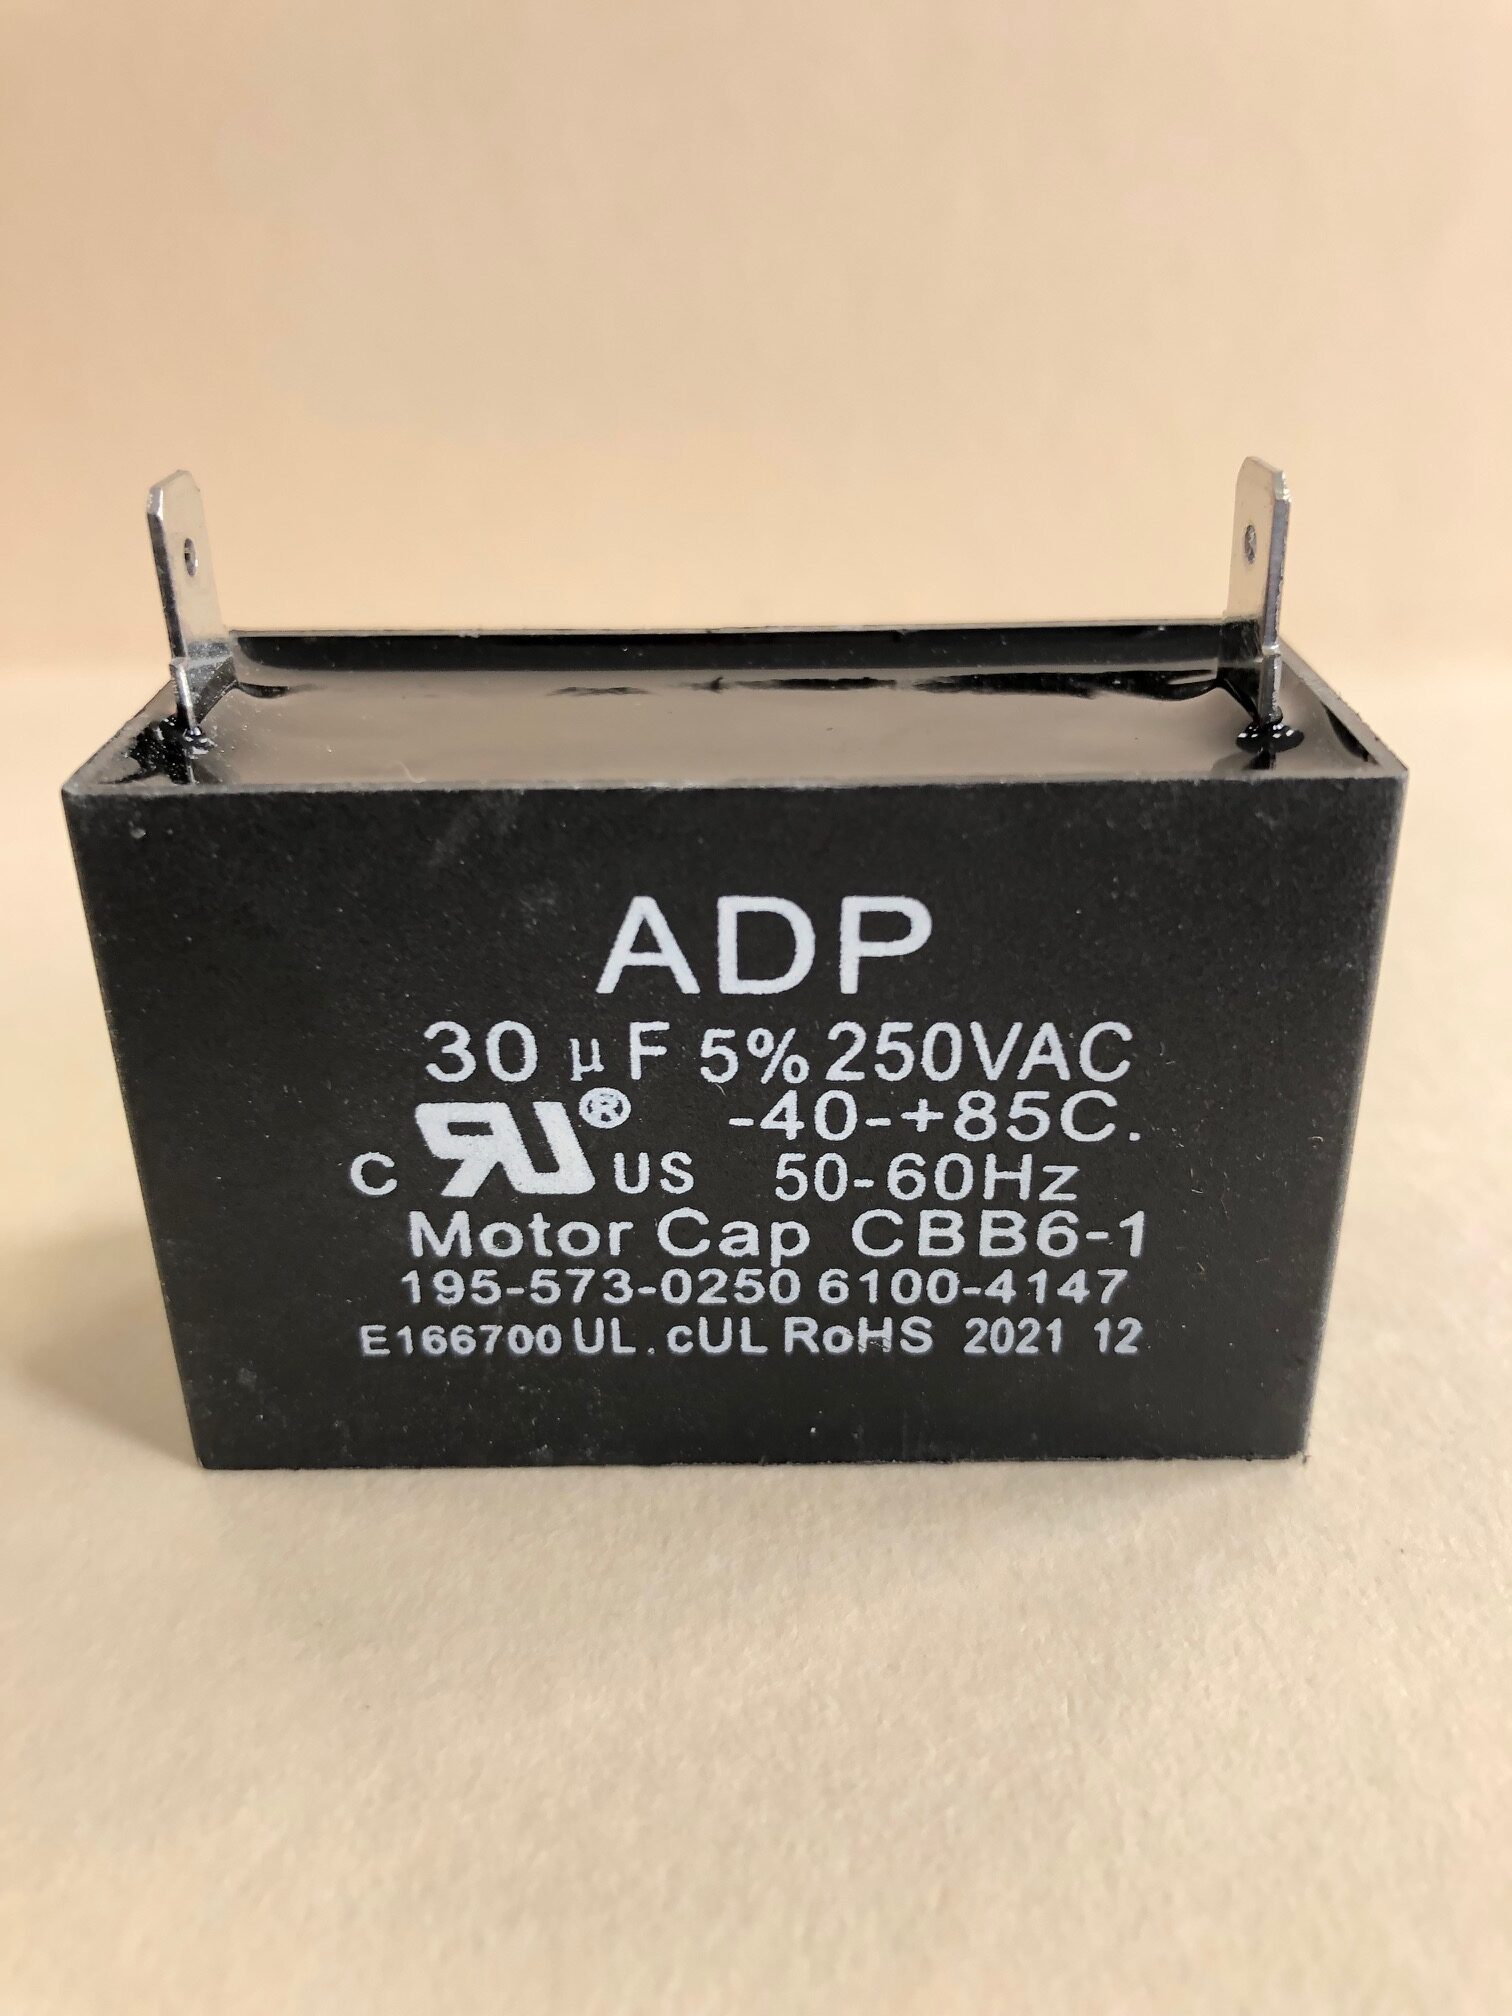 ADP
30 µF 5% 250VAC
-40-+85C.
C RU® US 50-60Hz
Motor Cap CBB6-1
195-573-0250 6100-4147
E166700 UL . cUL RoHS 2021 12